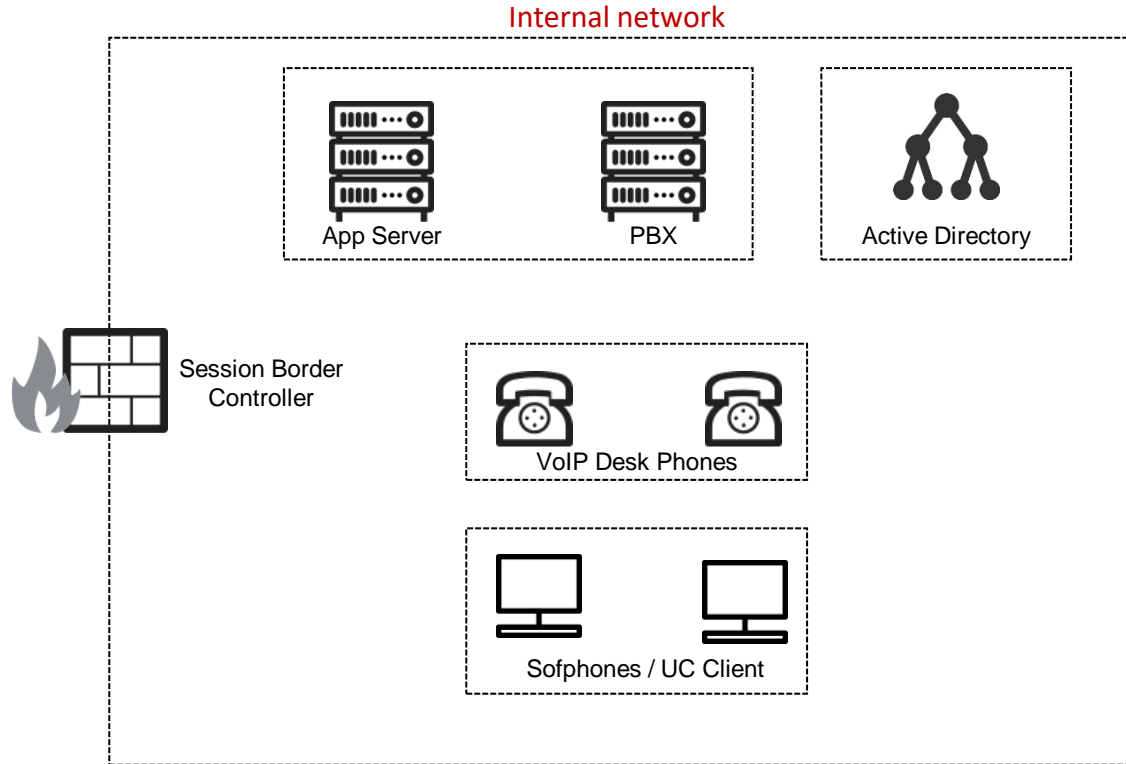 Internal network
App Server
PBX
Active Directory
Session Border
Controller
VoIP Desk Phones
Sofphones / UC Client